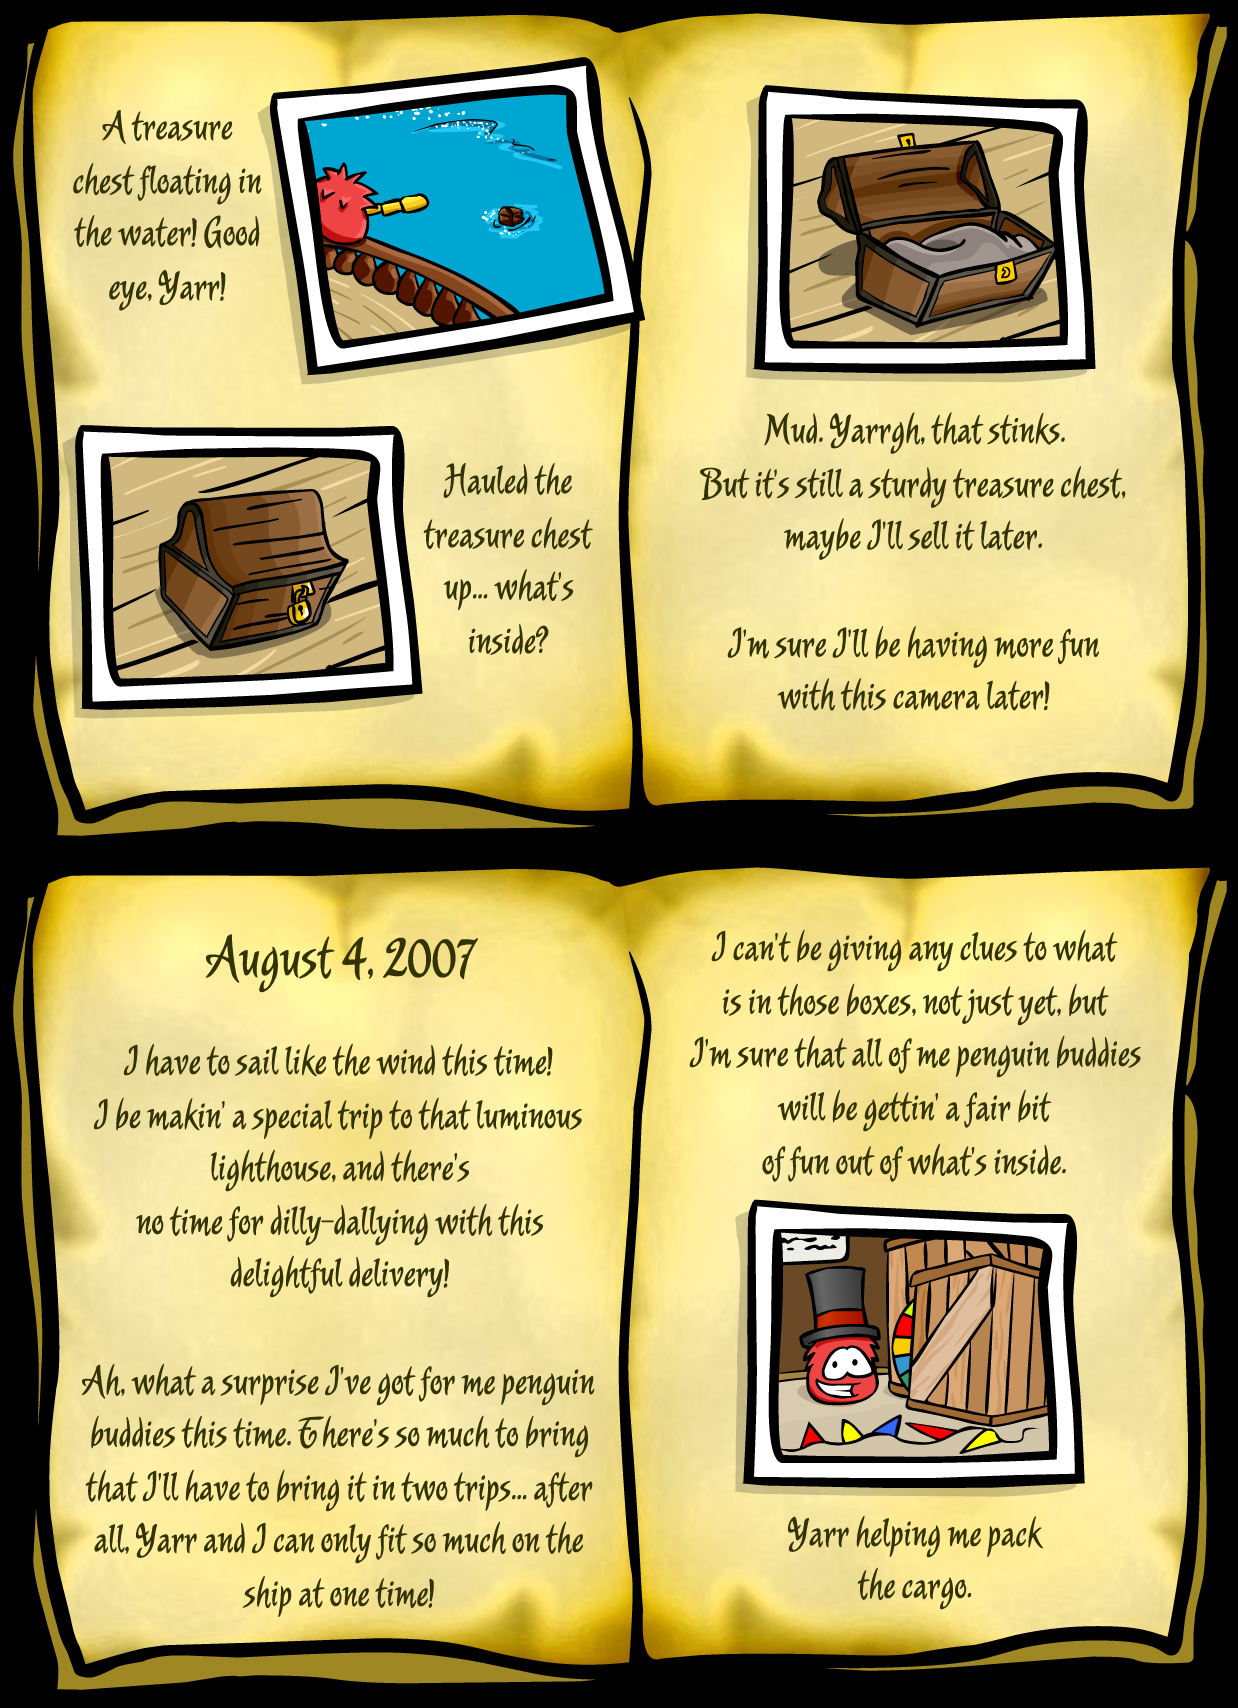 A treasure
chest floating in
the water! Good
eye, Yarr!
Hauled the
treasure chest
up... what's
inside?
Mud. Yarrgh, that stinks.
But it's still a sturdy treasure chest,
maybe I'll sell it later.
I'm sure I'll be having more fun
with this camera later!
August 4, 2007
I have to sail like the wind this time!
I be makin' a special trip to that luminous
lighthouse, and there's
no time for dilly-dallying with this
delightful delivery!
Ah, what a surprise I've got for me penguin
buddies this time. There's so much to bring
that I'll have to bring it in two trips... after
all, Yarr and I can only fit so much on the
ship at one time!
I can't be giving any clues to what
is in those boxes, not just yet, but
I'm sure that all of me penguin buddies
will be gettin' a fair bit
of fun out of what's inside.
Yarr helping me pack
the cargo.